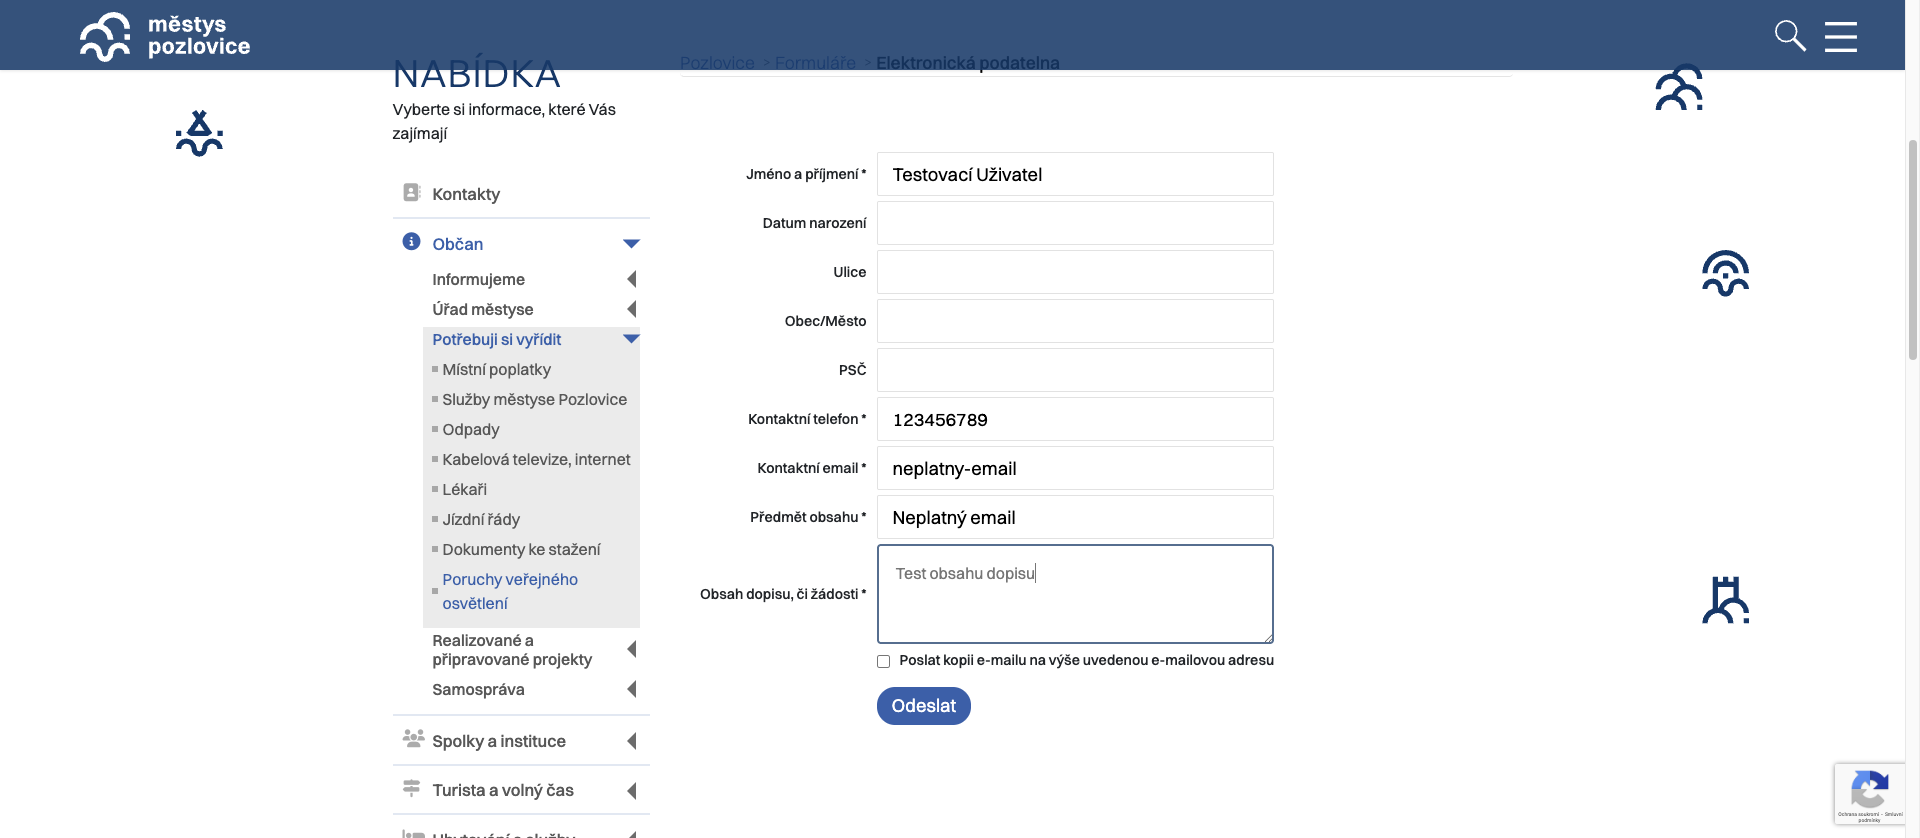 městys
pozlovice
NABÍDKA
Vyberte si informace, které Vás
zajímají
Kontakty
Občan
Informujeme
Úřad městyse
Potřebuji si vyřídit
Místní poplatky
Služby městyse Pozlovice
Odpady
Kabelová televize, internet
Lékaři
Jízdní řády
Dokumenty ke stažení
Poruchy veřejného
osvětlení
Realizované a
připravované projekty
Samospráva
Spolky a instituce
Turista a volný čas
Pozlovice > Formuláře > Elektronická podatelna
Jméno a příjmení * Testovací Uživatel
Datum narození
Ulice
Obec/Město
PSČ
Kontaktní telefon * 123456789
Kontaktní email * neplatny-email
Předmět obsahu * Neplatný email
Obsah dopisu, či žádosti * Test obsahu dopisu
Poslat kopii e-mailu na výše uvedenou e-mailovou adresu
Odeslat
Ochrana soukromí - Smluvní
podmínky